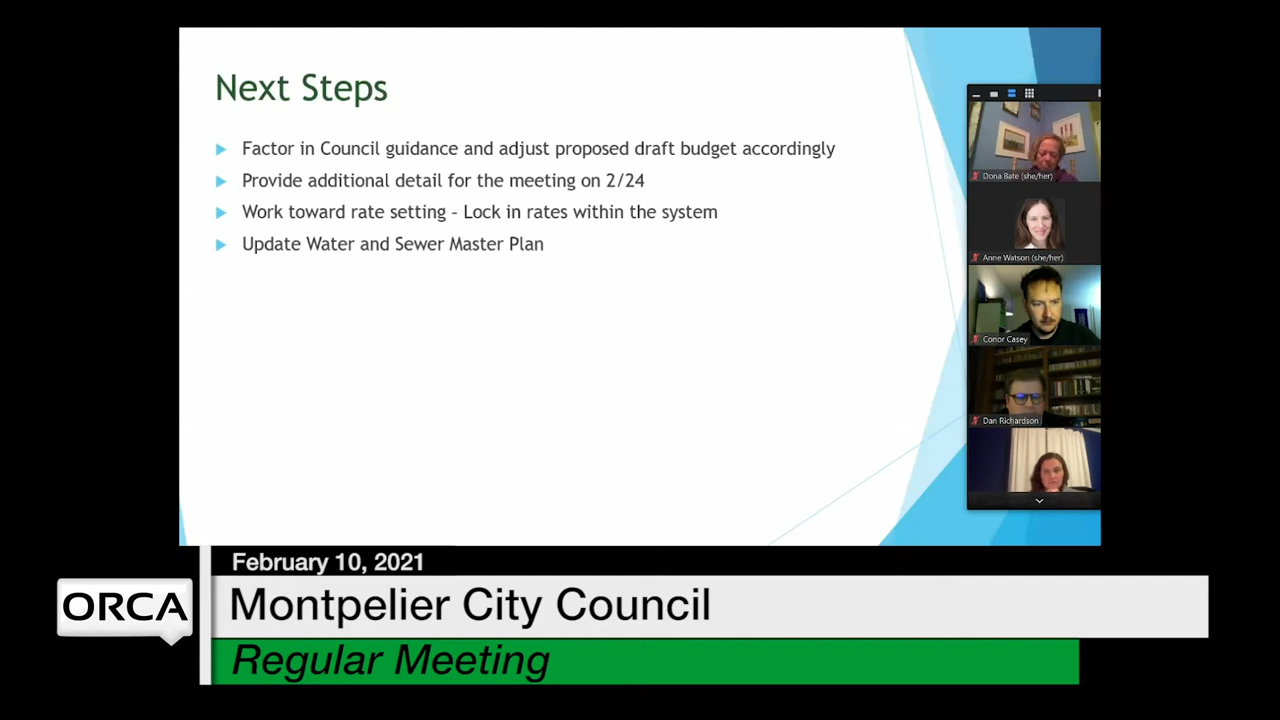 Next Steps
Factor in Council guidance and adjust proposed draft budget accordingly
Provide additional detail for the meeting on 2/24
Work toward rate setting – Lock in rates within the system
Update Water and Sewer Master Plan
Dona Bate (she/her)
Anne Watson (she/her)
Conor Casey
Dan Richardson
February 10, 2021
ORCA
Montpelier City Council
Regular Meeting